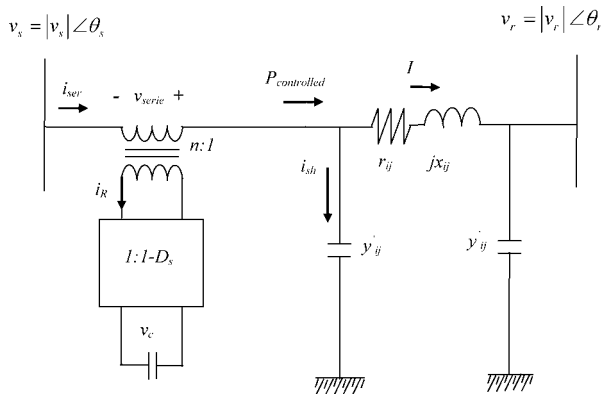 v_s = |v_s| ∠θ_s
v_r = |v_r| ∠θ_r
i_ser
- v_serie +
P_controlled
I
n:1
i_R
i_sh
r_ij
jx_ij
1:1-D_s
y'_ij
y'_ij
v_c